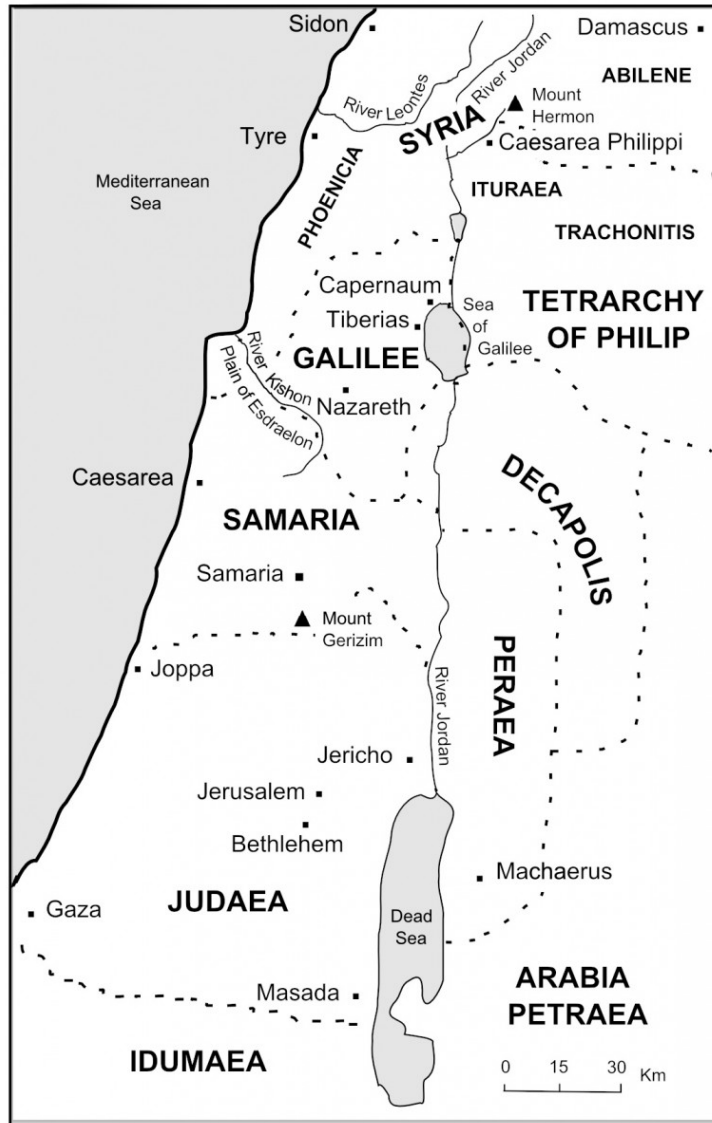 Sidon
Damascus
ABILENE
River Jordan
River Leontes
Mount
Hermon
SYRIA
Tyre
Caesarea Philippi
Mediterranean
Sea
PHOENICIA
ITURAEA
TRACHONITIS
Capernaum
Tiberias
Sea
of
Galilee
TETRARCHY
OF PHILIP
GALILEE
River Kishon
Plain of Esdraelon
Nazareth
Caesarea
DECAPOLIS
SAMARIA
Samaria
Mount
Gerizim
Joppa
PERAEA
River Jordan
Jericho
Jerusalem
Bethlehem
Machaerus
JUDAEA
Gaza
Dead
Sea
Masada
ARABIA
PETRAEA
IDUMAEA
0 15 30
Km